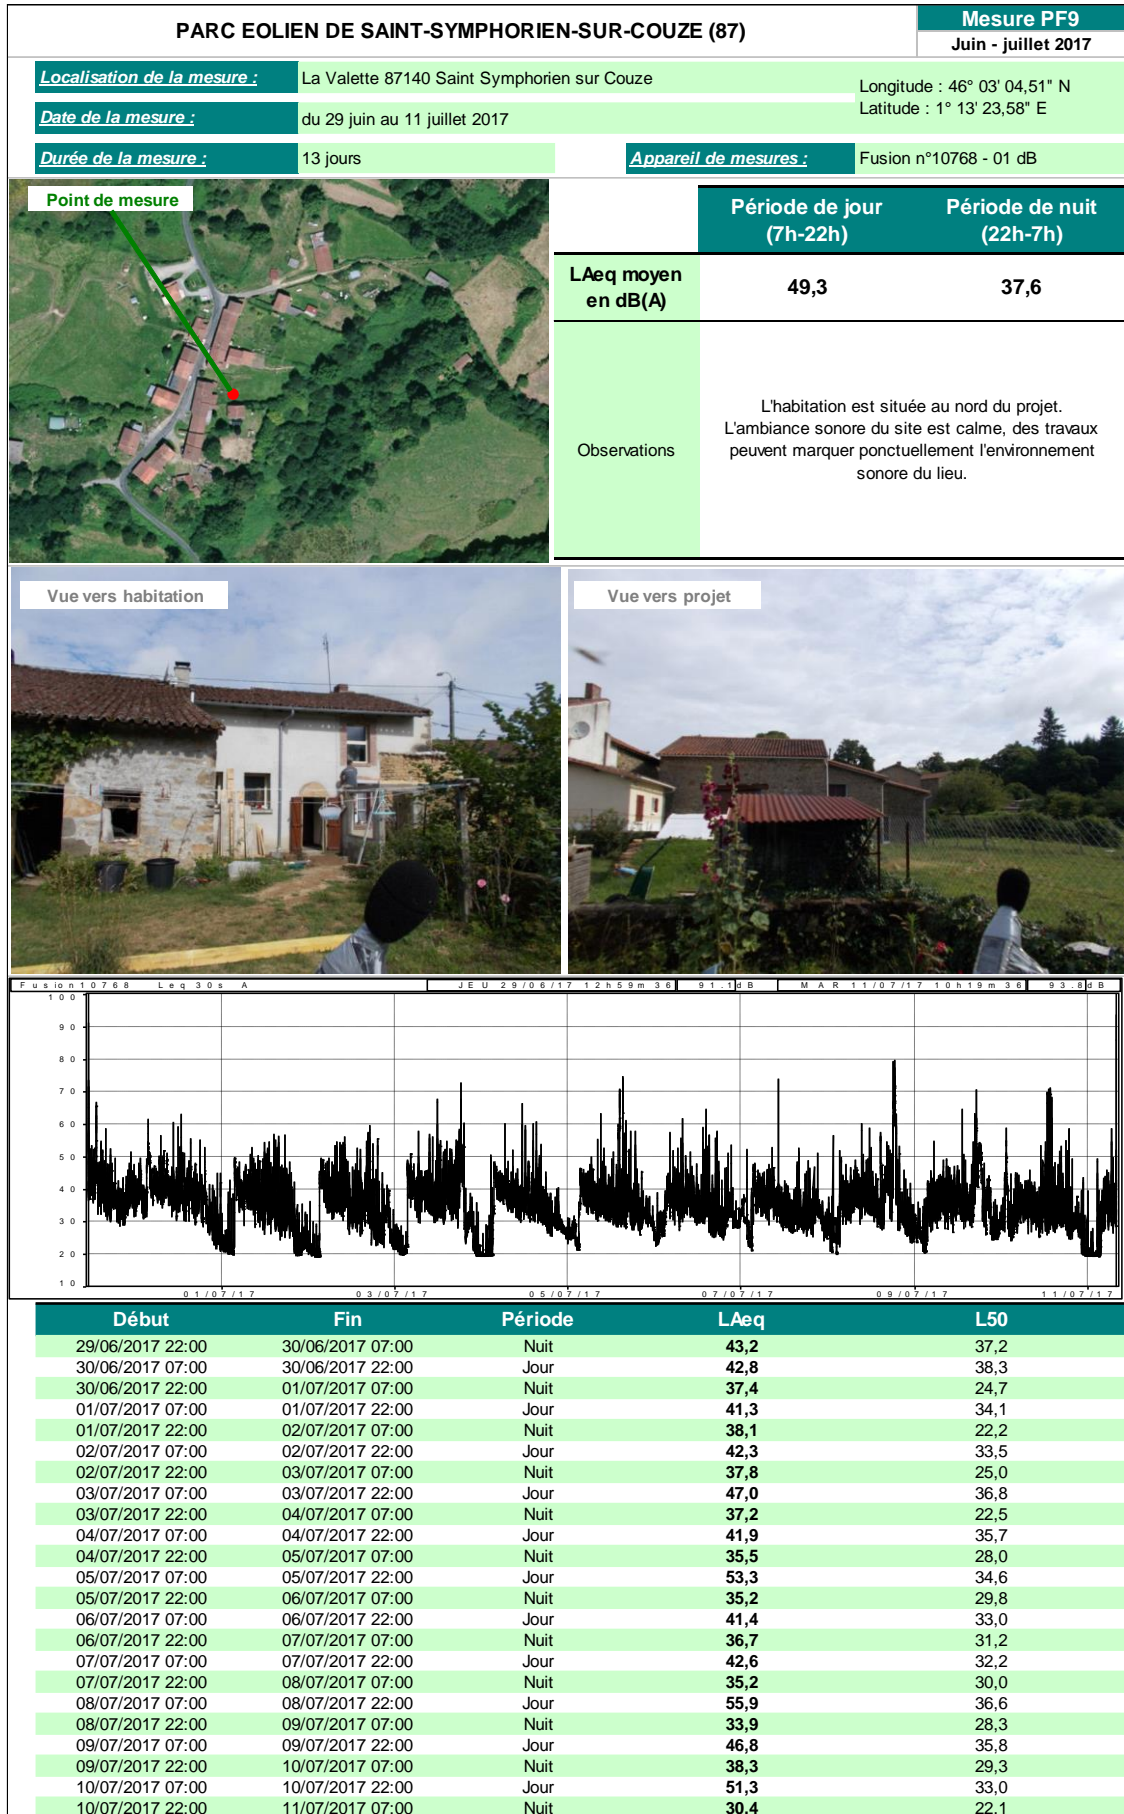 PARC EOLIEN DE SAINT-SYMPHORIEN-SUR-COUZE (87)
Mesure PF9
Juin - juillet 2017
Localisation de la mesure :
La Valette 87140 Saint Symphorien sur Couze
Longitude : 46° 03' 04,51" N
Latitude : 1° 13' 23,58" E
Date de la mesure :
du 29 juin au 11 juillet 2017
Durée de la mesure :
13 jours
Appareil de mesures :
Fusion n°10768 - 01 dB
Point de mesure
Période de jour
(7h-22h)
Période de nuit
(22h-7h)
LAeq moyen
en dB(A)
49,3
37,6
Observations
L'habitation est située au nord du projet.
L'ambiance sonore du site est calme, des travaux
peuvent marquer ponctuellement l'environnement
sonore du lieu.
Vue vers habitation
Vue vers projet
Fusion10768 Leq 30s A JEU 29/06/17 12h59m36 91.1dB MAR 11/07/17 10h19m36 93.8dB
100
90
80
70
60
50
40
30
20
10
01/07/17 03/07/17 05/07/17 07/07/17 09/07/17 11/07/17
Début Fin Période LAeq L50
29/06/2017 22:00 30/06/2017 07:00 Nuit 43,2 37,2
30/06/2017 07:00 30/06/2017 22:00 Jour 42,8 38,3
30/06/2017 22:00 01/07/2017 07:00 Nuit 37,4 24,7
01/07/2017 07:00 01/07/2017 22:00 Jour 41,3 34,1
01/07/2017 22:00 02/07/2017 07:00 Nuit 38,1 22,2
02/07/2017 07:00 02/07/2017 22:00 Jour 42,3 33,5
02/07/2017 22:00 03/07/2017 07:00 Nuit 37,8 25,0
03/07/2017 07:00 03/07/2017 22:00 Jour 47,0 36,8
03/07/2017 22:00 04/07/2017 07:00 Nuit 37,2 22,5
04/07/2017 07:00 04/07/2017 22:00 Jour 41,9 35,7
04/07/2017 22:00 05/07/2017 07:00 Nuit 35,5 28,0
05/07/2017 07:00 05/07/2017 22:00 Jour 53,3 34,6
05/07/2017 22:00 06/07/2017 07:00 Nuit 35,2 29,8
06/07/2017 07:00 06/07/2017 22:00 Jour 41,4 33,0
06/07/2017 22:00 07/07/2017 07:00 Nuit 36,7 31,2
07/07/2017 07:00 07/07/2017 22:00 Jour 42,6 32,2
07/07/2017 22:00 08/07/2017 07:00 Nuit 35,2 30,0
08/07/2017 07:00 08/07/2017 22:00 Jour 55,9 36,6
08/07/2017 22:00 09/07/2017 07:00 Nuit 33,9 28,3
09/07/2017 07:00 09/07/2017 22:00 Jour 46,8 35,8
09/07/2017 22:00 10/07/2017 07:00 Nuit 38,3 29,3
10/07/2017 07:00 10/07/2017 22:00 Jour 51,3 33,0
10/07/2017 22:00 11/07/2017 07:00 Nuit 30,4 22,1